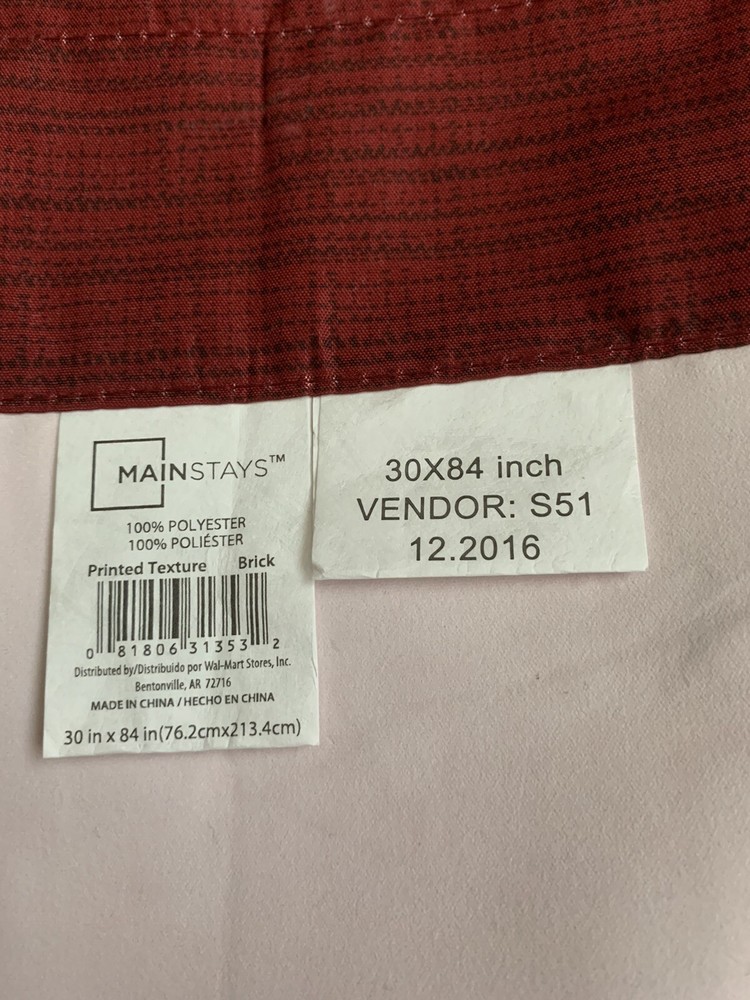 MAINSTAYS™
100% POLYESTER
100% POLIÉSTER
Printed Texture Brick
0 81806 31353 2
Distributed by/Distribuido por Wal-Mart Stores, Inc.
Bentonville, AR 72716
MADE IN CHINA / HECHO EN CHINA
30 in x 84 in(76.2cmx213.4cm)
30X84 inch
VENDOR: S51
12.2016